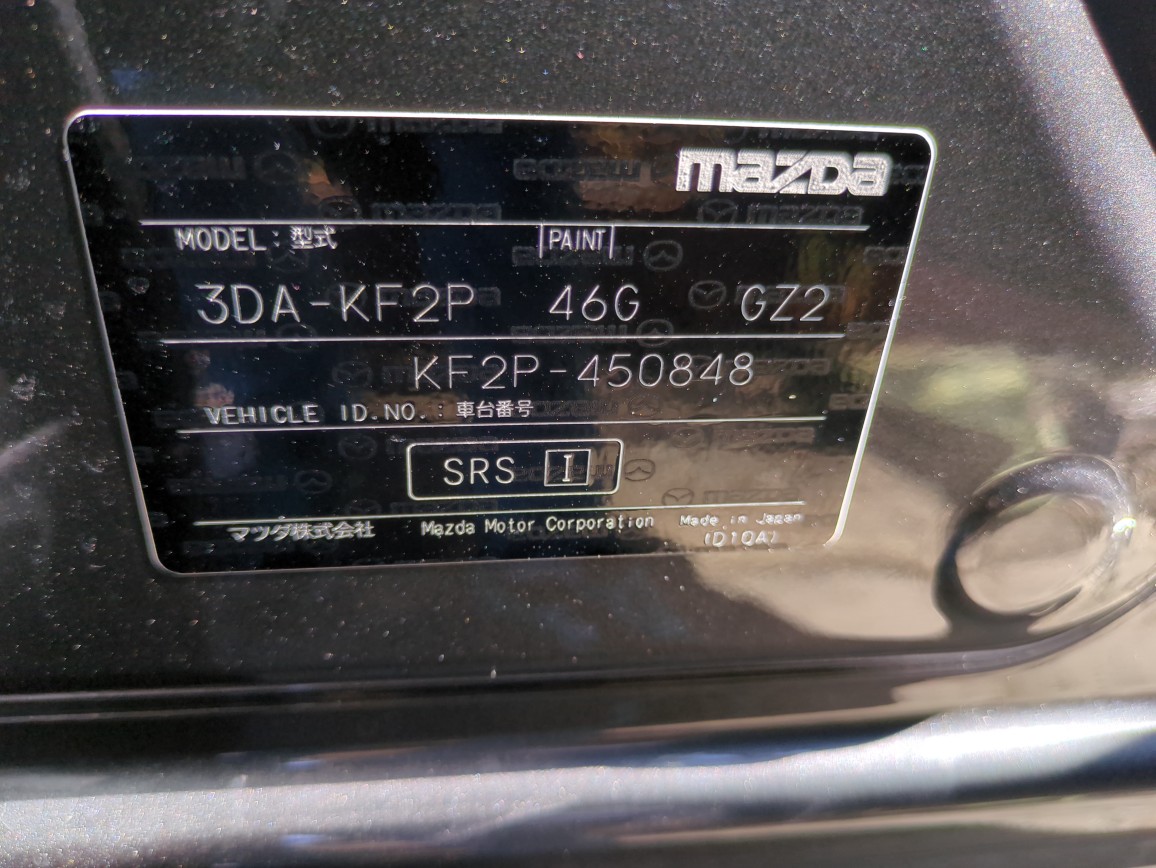 mazda
MODEL : 型式 PAINT
3DA-KF2P 46G GZ2
KF2P-450848
VEHICLE ID.NO. : 車台番号
SRS I
マツダ株式会社 Mazda Motor Corporation Made in Japan
(D10A)